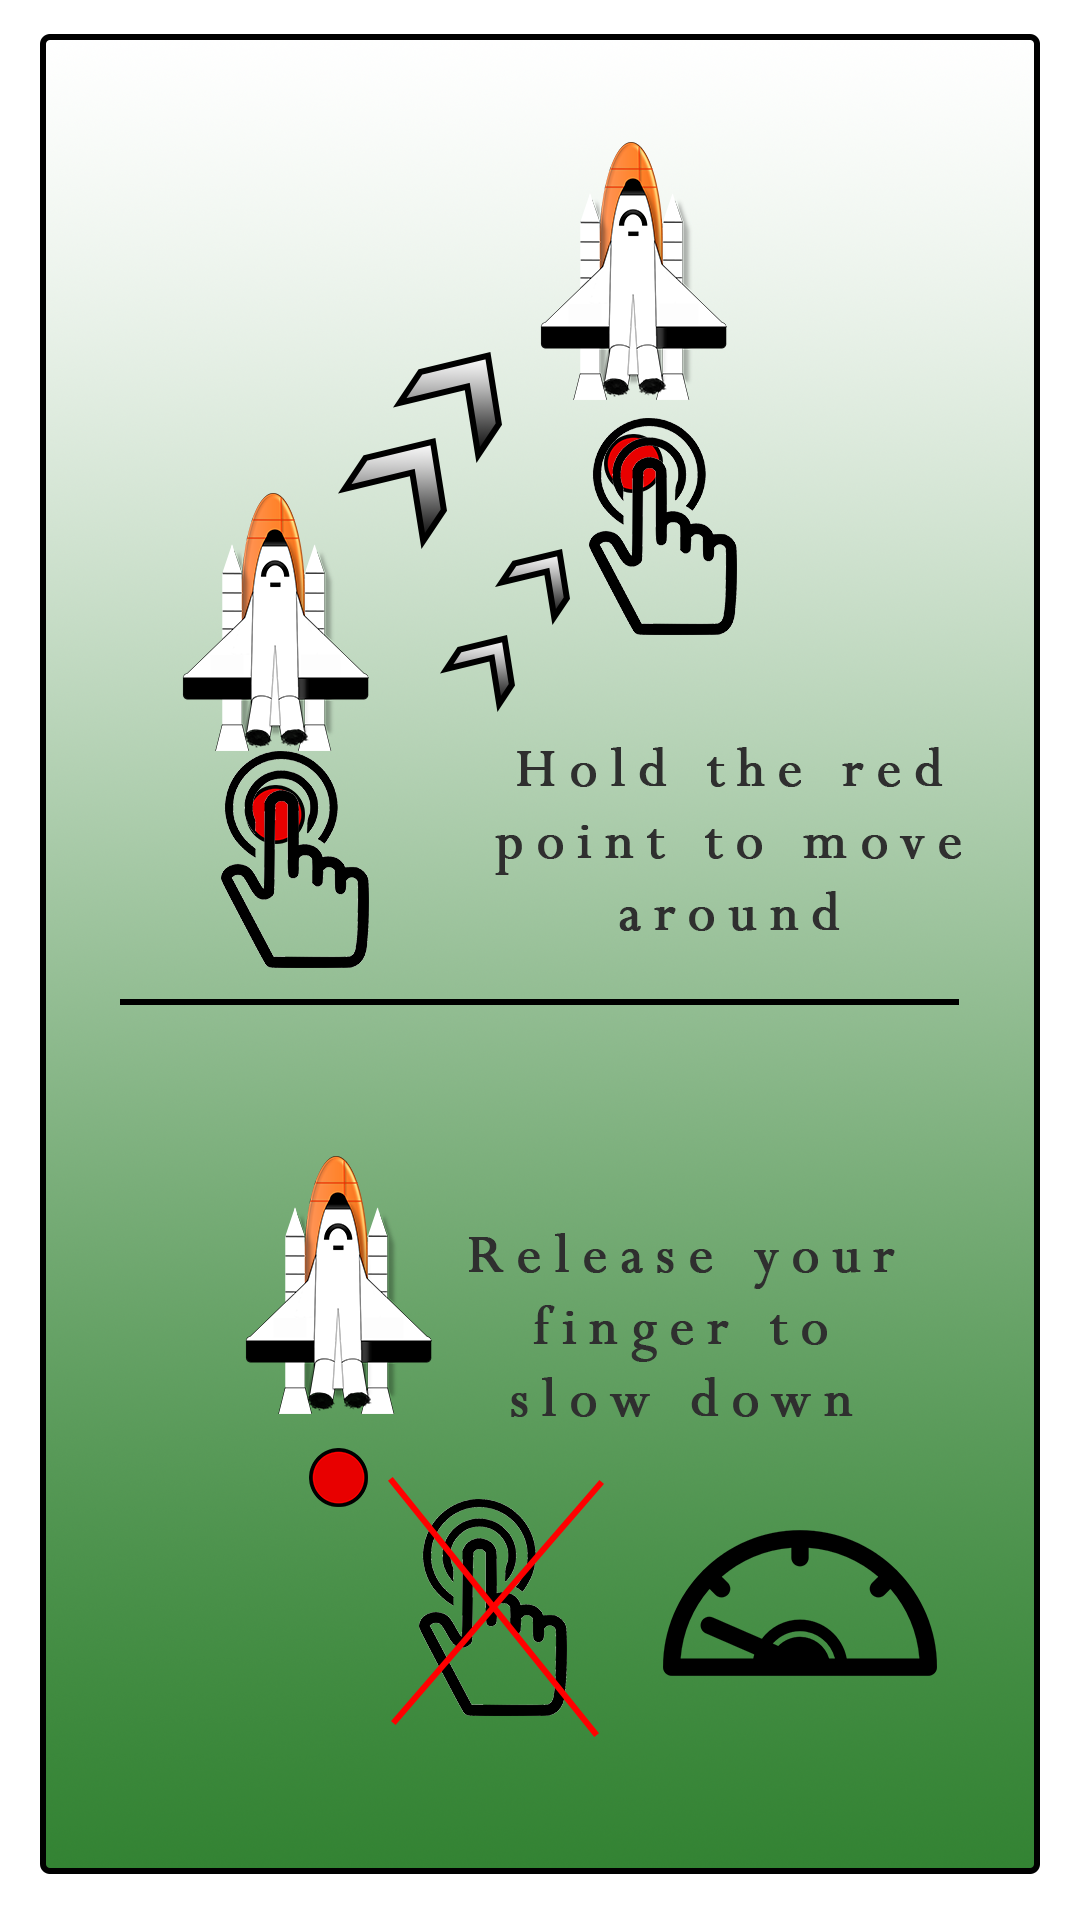 Hold the red
point to move
around
Release your
finger to
slow down